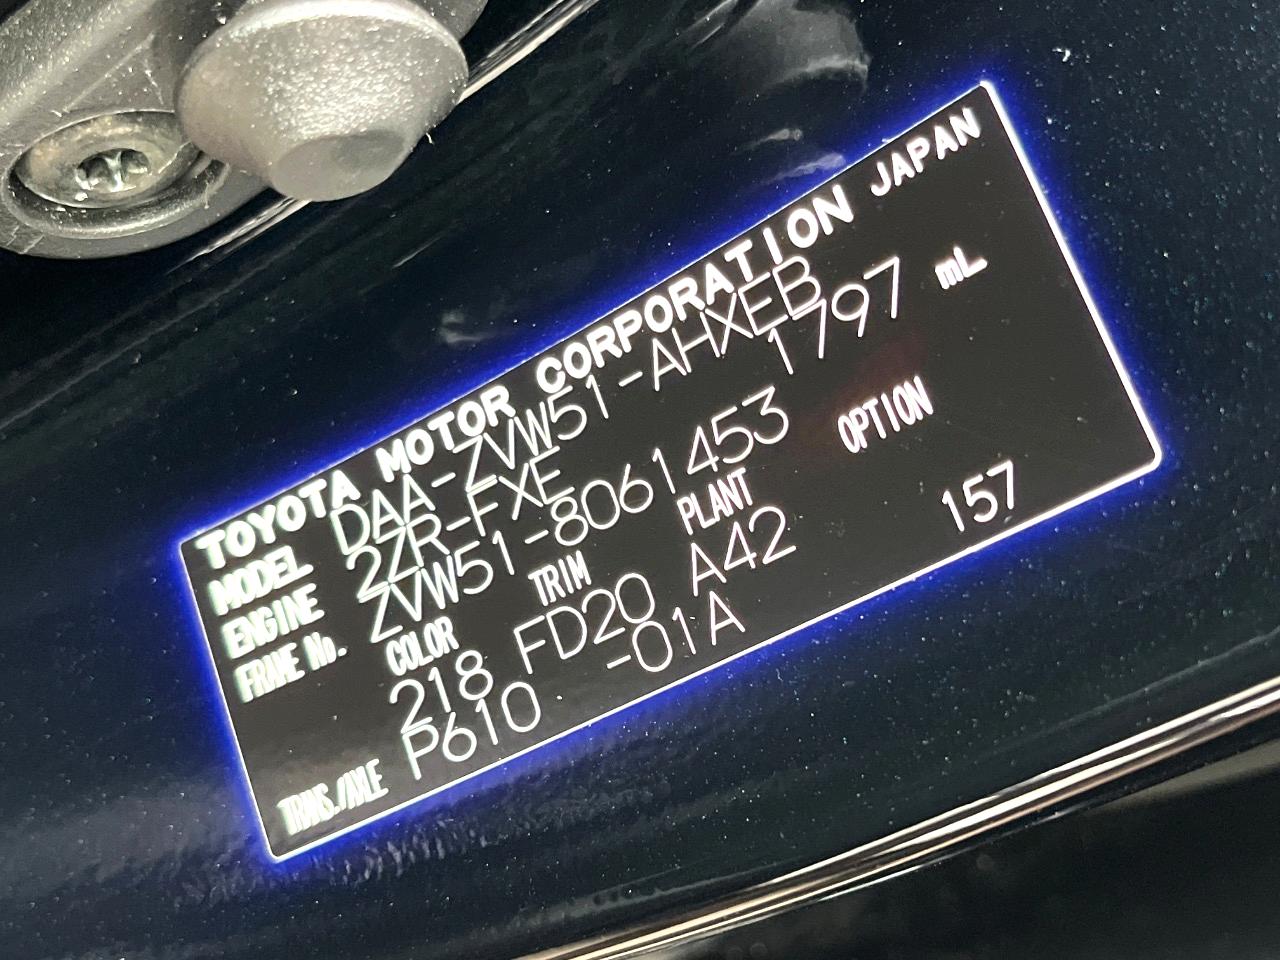 TOYOTA MOTOR CORPORATION JAPAN
MODEL DAA-ZVW51-AHXEB
ENGINE 2ZR-FXE 1797 mL
FRAME No. ZVW51-8061453
COLOR TRIM PLANT OPTION
218 FD20 A42 157
TRANS./AXLE P610 -01A